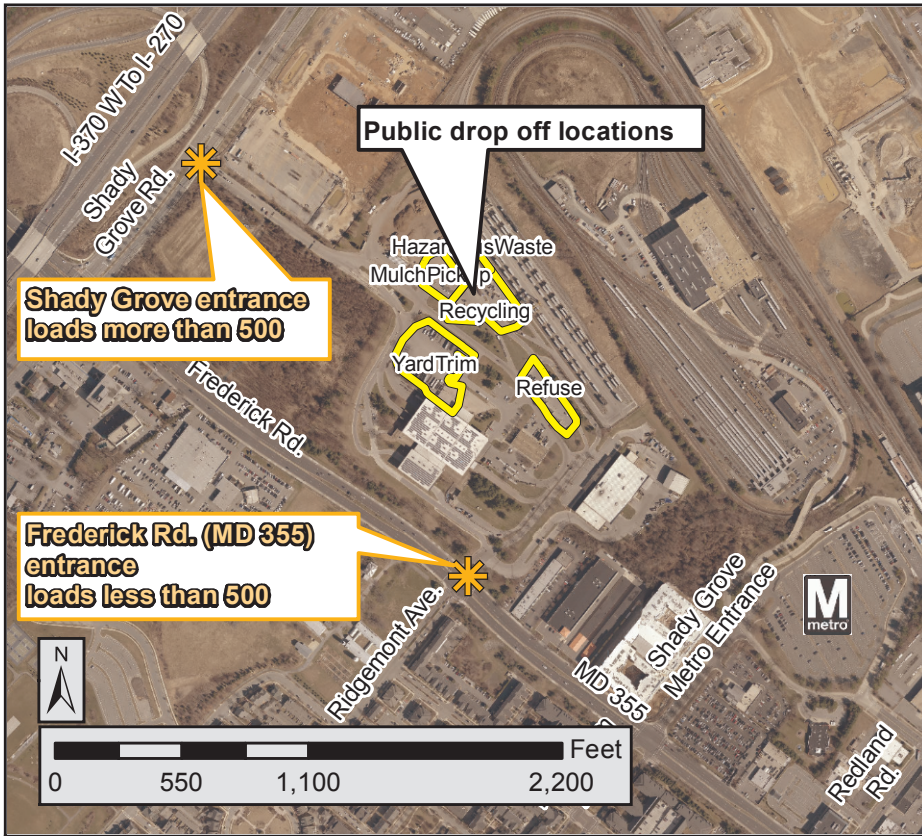 I-370 W To I- 270
Shady
Grove Rd.
Public drop off locations
HazardousWaste
MulchPickup
Recycling
YardTrim
Refuse
Shady Grove entrance
loads more than 500
Frederick Rd.
Frederick Rd. (MD 355)
entrance
loads less than 500
Ridgemont Ave.
MD 355
Shady Grove
Metro Entrance
M
metro
Redland
Rd.
N
Feet
0 550 1,100 2,200